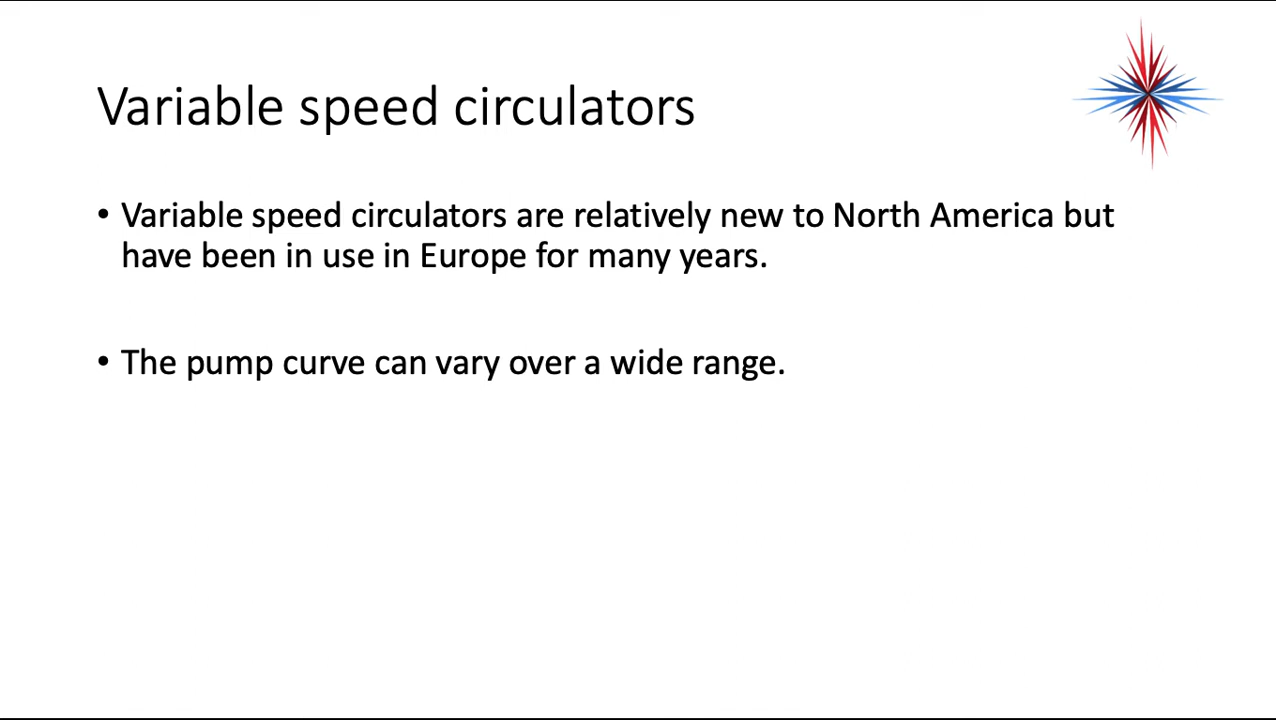 Variable speed circulators
• Variable speed circulators are relatively new to North America but
have been in use in Europe for many years.
• The pump curve can vary over a wide range.